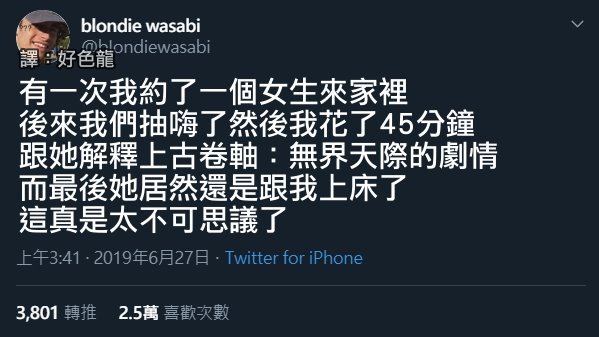 blondie wasabi
@blondiewasabi
譯：好色龍
有一次我約了一個女生來家裡
後來我們抽嗨了然後我花了45分鐘
跟她解釋上古卷軸：無界天際的劇情
而最後她居然還是跟我上床了
這真是太不可思議了
上午3:41 · 2019年6月27日 · Twitter for iPhone
3,801 轉推 2.5萬 喜歡次數